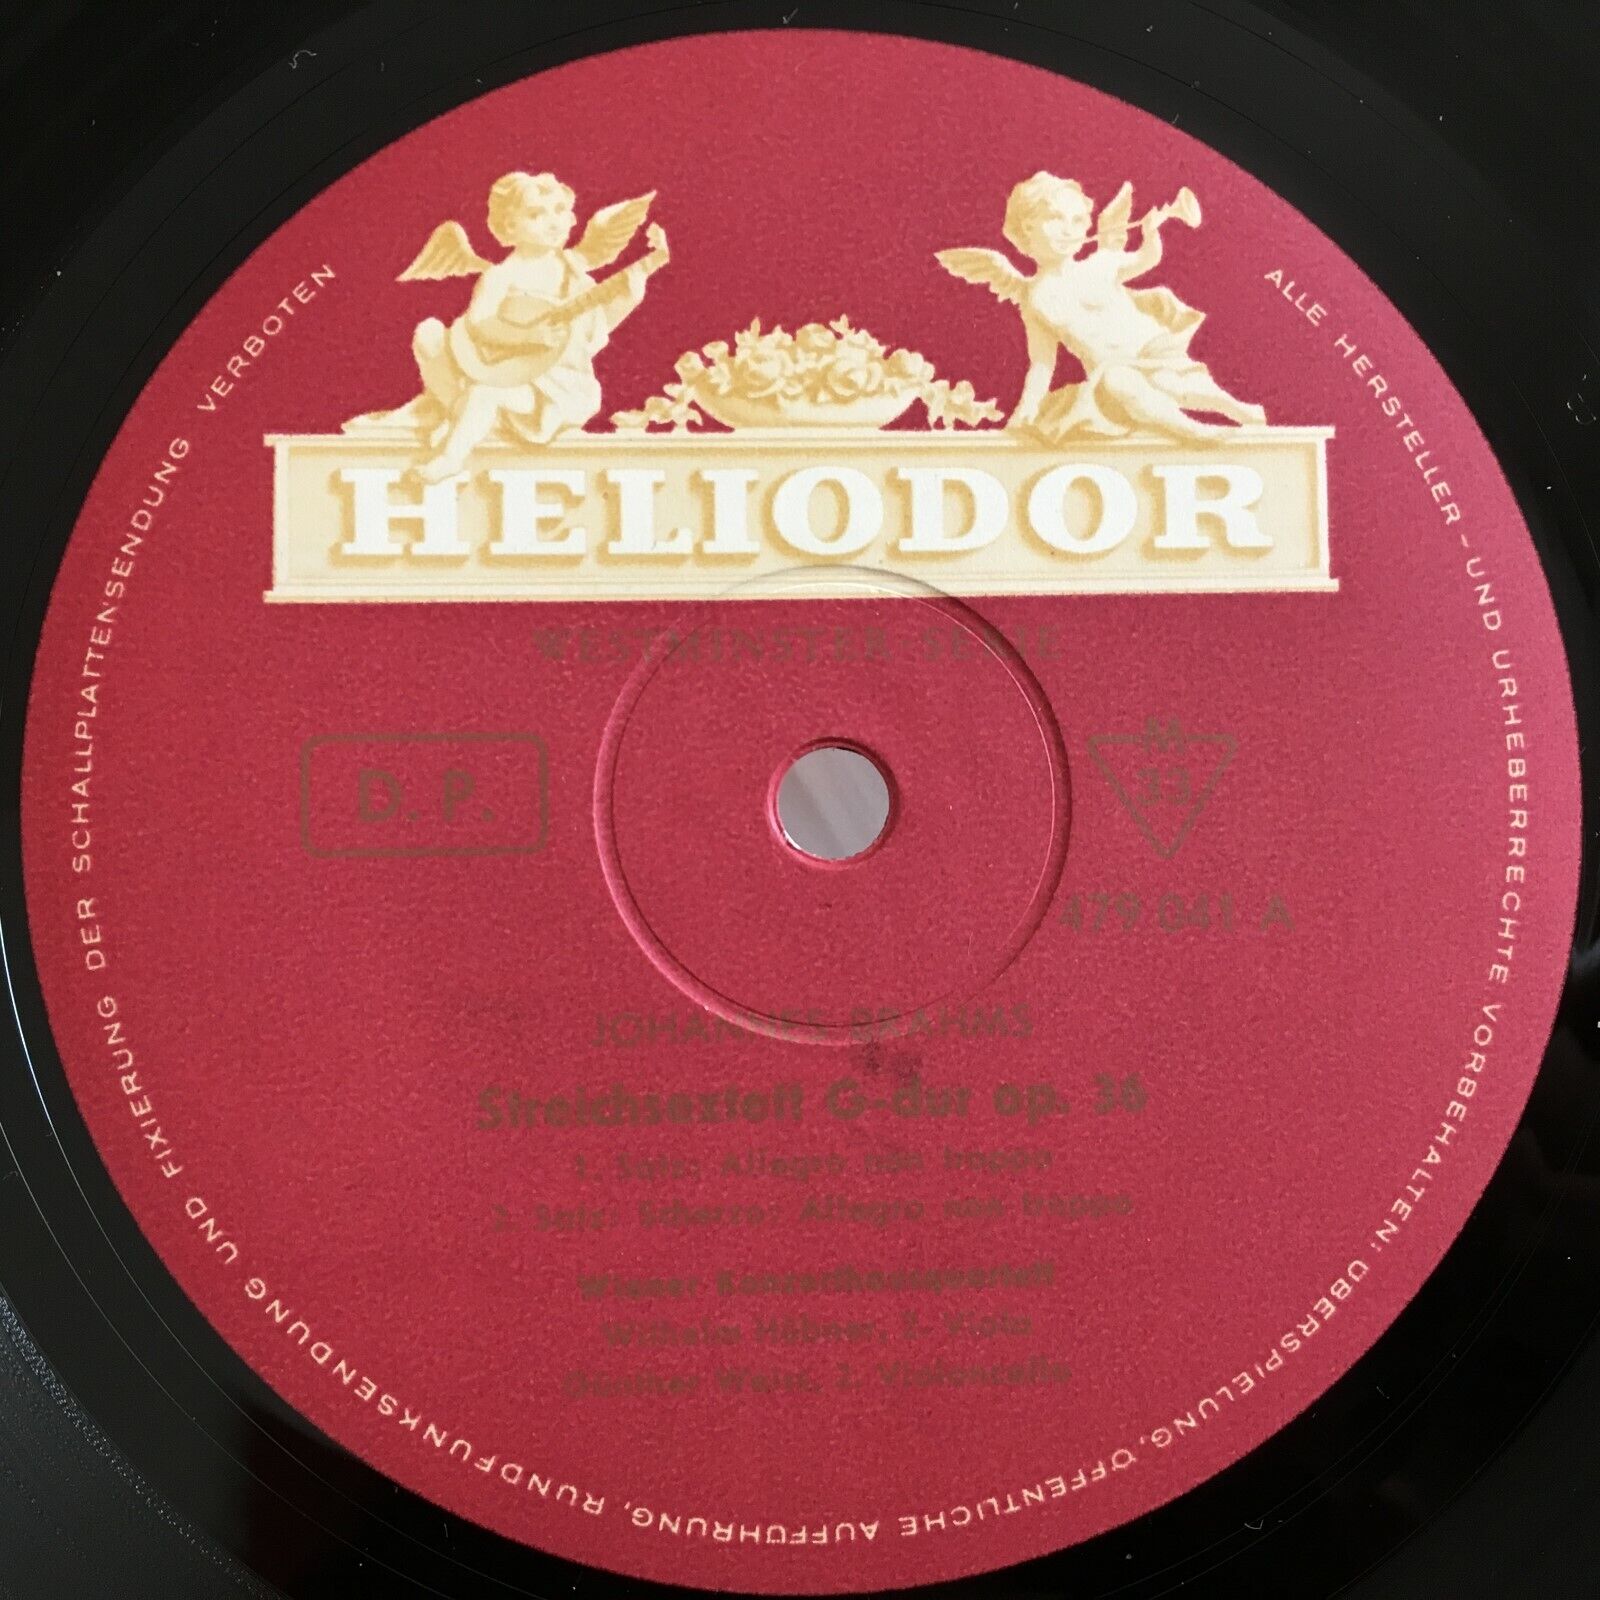 HELIODOR
WESTMINSTER-SERIE
D. P.
M
33
479 041 A
JOHANNES BRAHMS
Streichsextett G-dur op. 36
1. Satz: Allegro non troppo
2. Satz: Scherzo; Allegro non troppo
Wiener Konzerthausquartett
Wilhelm Hübner, 2. Viola
Günther Weiss, 2. Violoncello
ALLE HERSTELLER-UND URHEBERRECHTE VORBEHALTEN: ÜBERSPIELUNG, ÖFFENTLICHE AUFFÜHRUNG, RUNDFUNKSENDUNG UND FIXIERUNG DER SCHALLPLATTENSENDUNG VERBOTEN